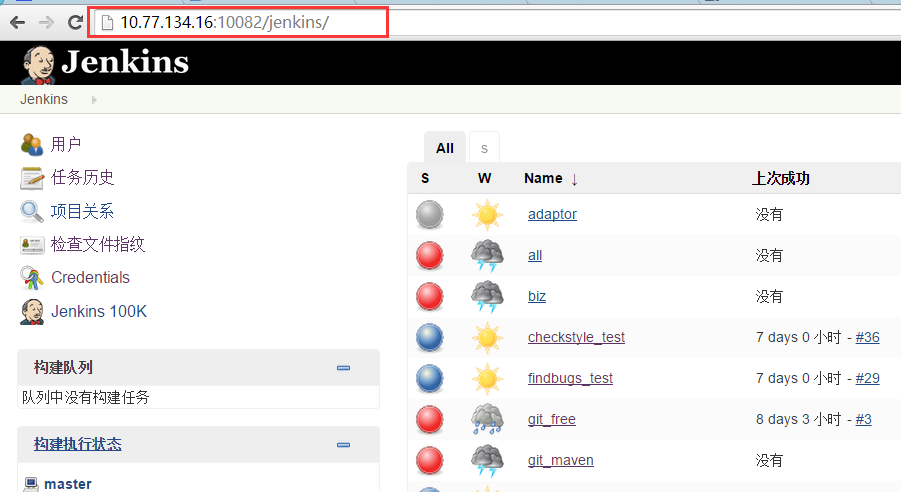 10.77.134.16:10082/jenkins/
Jenkins
Jenkins
用户
任务历史
项目关系
检查文件指纹
Credentials
Jenkins 100K
构建队列
队列中没有构建任务
构建执行状态
master
All s
S W Name ↓ 上次成功
adaptor 没有
all 没有
biz 没有
checkstyle_test 7 days 0 小时 - #36
findbugs_test 7 days 0 小时 - #29
git_free 8 days 3 小时 - #3
git_maven 没有